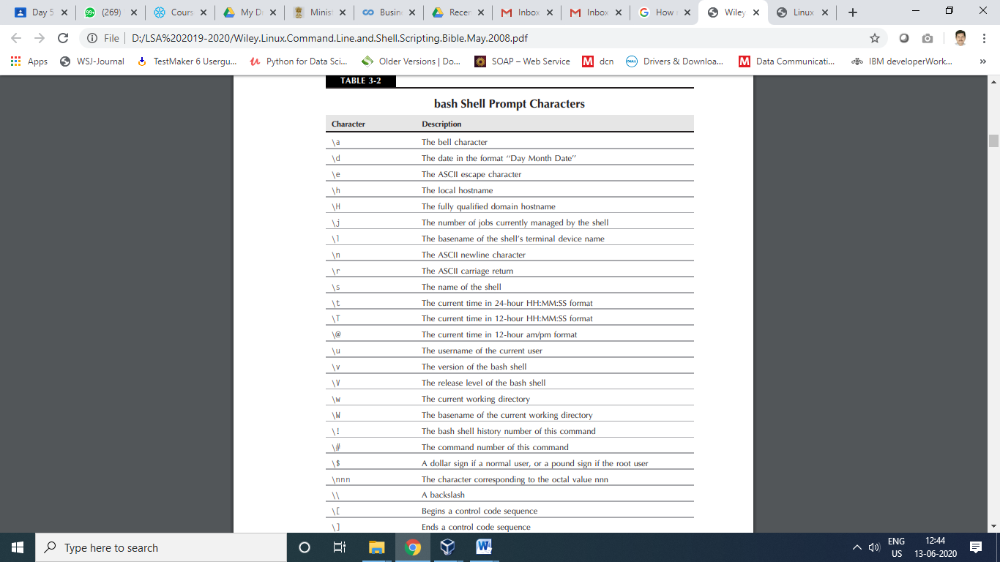 Day 5
(269)
Cours
My D
Minist
Busin
Recer
Inbox
Inbox
How
Wiley
Linux
File D:/LSA%202019-2020/Wiley.Linux.Command.Line.and.Shell.Scripting.Bible.May.2008.pdf
Apps WSJ-Journal TestMaker 6 Usergu... Python for Data Sci... Older Versions | Do... SOAP – Web Service dcn Drivers & Downloa... Data Communicati... IBM developerWork... »
TABLE 3-2
bash Shell Prompt Characters
Character Description
\a The bell character
\d The date in the format ‘‘Day Month Date’’
\e The ASCII escape character
\h The local hostname
\H The fully qualified domain hostname
\j The number of jobs currently managed by the shell
\l The basename of the shell’s terminal device name
\n The ASCII newline character
\r The ASCII carriage return
\s The name of the shell
\t The current time in 24-hour HH:MM:SS format
\T The current time in 12-hour HH:MM:SS format
\@ The current time in 12-hour am/pm format
\u The username of the current user
\v The version of the bash shell
\V The release level of the bash shell
\w The current working directory
\W The basename of the current working directory
\! The bash shell history number of this command
\# The command number of this command
\$ A dollar sign if a normal user, or a pound sign if the root user
\nnn The character corresponding to the octal value nnn
\\ A backslash
\[ Begins a control code sequence
\] Ends a control code sequence
Type here to search
ENG
US
12:44
13-06-2020